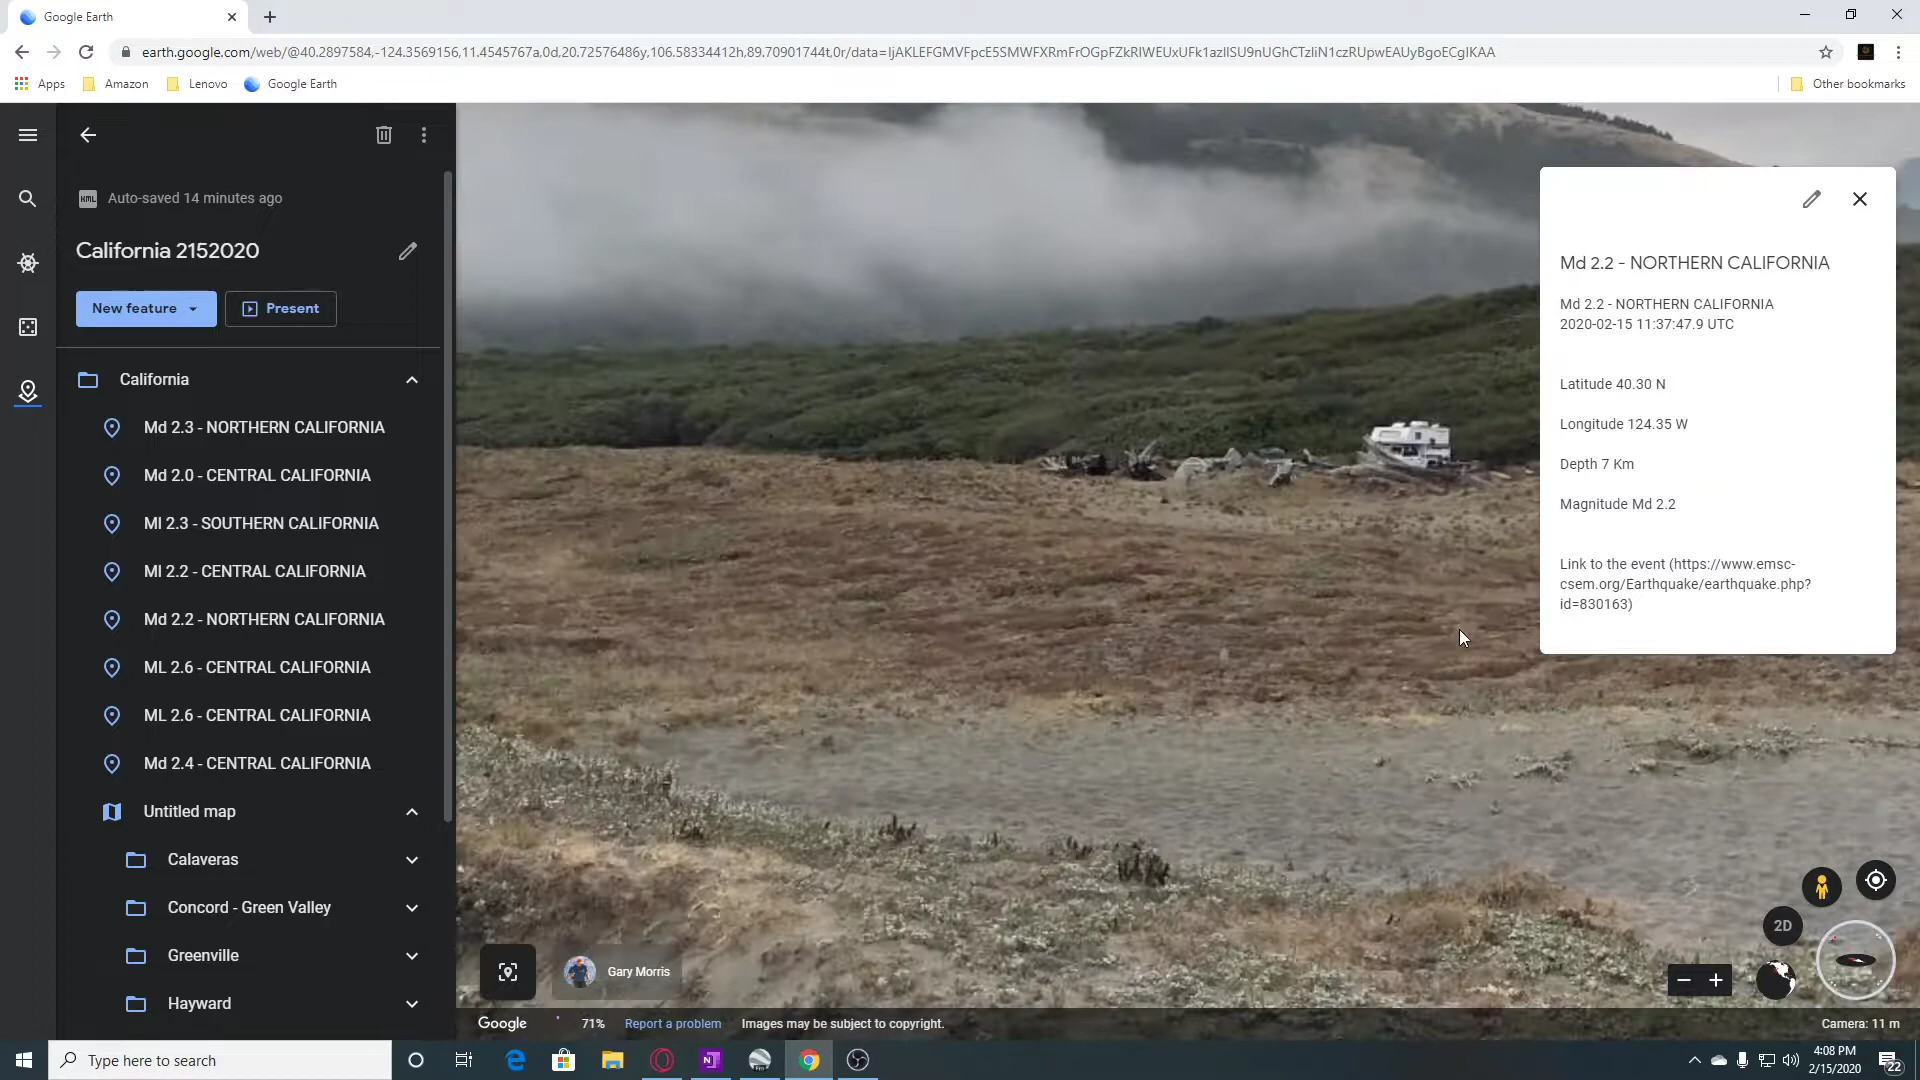 Google Earth
earth.google.com/web/@40.2897584,-124.3569156,11.4545767a,0d,20.72576486y,106.58334412h,89.70901744t,0r/data=IjAKLEFGMVFpcE5SMWFXRmFrOGpFZkRIWEUxUFk1azlISU9nUGhCTzliN1czRUpwEAUyBgoECgIKAA
Apps
Amazon
Lenovo
Google Earth
Other bookmarks
KML
Auto-saved 14 minutes ago
California 2152020
New feature
Present
California
Md 2.3 - NORTHERN CALIFORNIA
Md 2.0 - CENTRAL CALIFORNIA
Ml 2.3 - SOUTHERN CALIFORNIA
Ml 2.2 - CENTRAL CALIFORNIA
Md 2.2 - NORTHERN CALIFORNIA
ML 2.6 - CENTRAL CALIFORNIA
ML 2.6 - CENTRAL CALIFORNIA
Md 2.4 - CENTRAL CALIFORNIA
Untitled map
Calaveras
Concord - Green Valley
Greenville
Hayward
Md 2.2 - NORTHERN CALIFORNIA
Md 2.2 - NORTHERN CALIFORNIA
2020-02-15 11:37:47.9 UTC
Latitude 40.30 N
Longitude 124.35 W
Depth 7 Km
Magnitude Md 2.2
Link to the event (https://www.emsc-
csem.org/Earthquake/earthquake.php?
id=830163)
2D
Gary Morris
Google
71%
Report a problem
Images may be subject to copyright.
Camera: 11 m
Type here to search
4:08 PM
2/15/2020
22